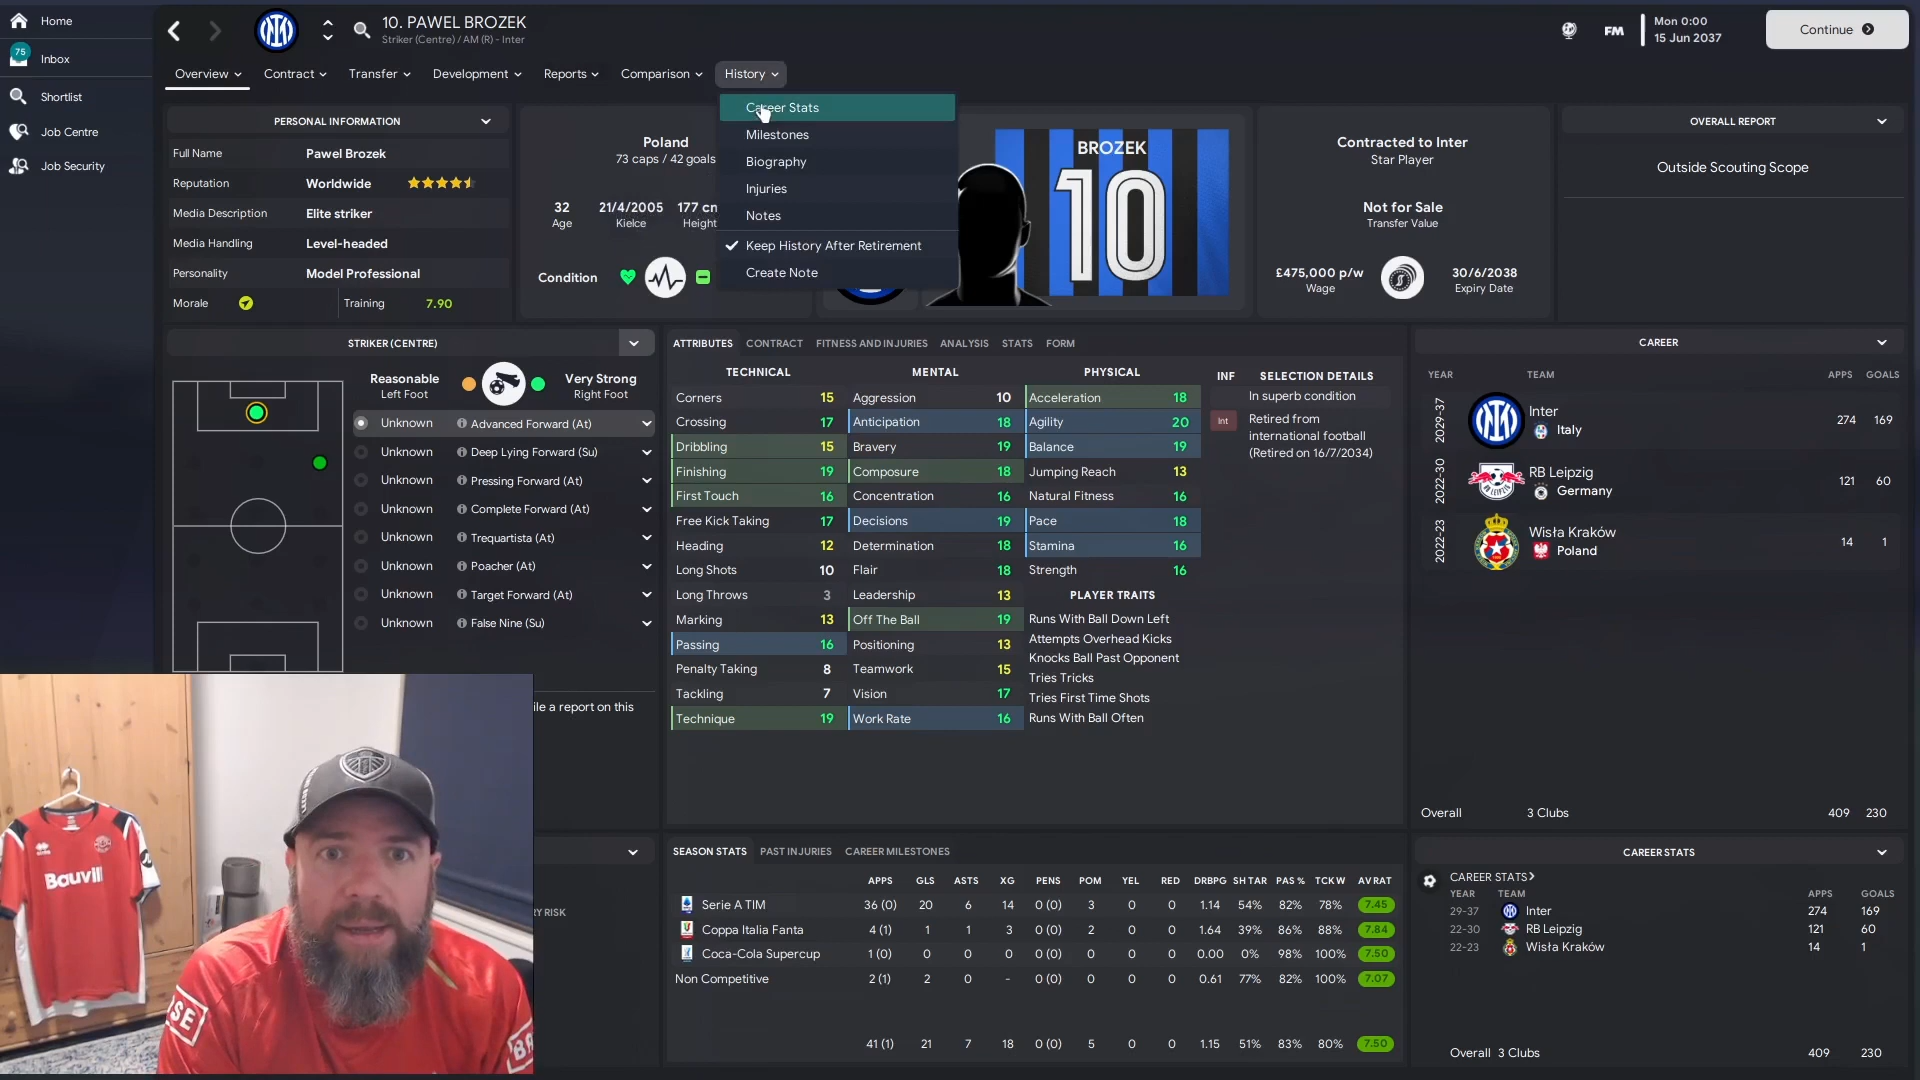 Home
75
Inbox
Shortlist
Job Centre
Job Security
10. PAWEL BROZEK
Striker (Centre) / AM (R) - Inter
FM
Mon 0:00
15 Jun 2037
Continue
Overview
Contract
Transfer
Development
Reports
Comparison
History
Career Stats
Milestones
Biography
Injuries
Notes
Keep History After Retirement
Create Note
PERSONAL INFORMATION
Full Name Pawel Brozek
Reputation Worldwide
Media Description Elite striker
Media Handling Level-headed
Personality Model Professional
Morale
Training 7.90
Poland
73 caps / 42 goals
32
Age
21/4/2005
Kielce
177 cm
Height
Condition
BROZEK
10
Contracted to Inter
Star Player
Not for Sale
Transfer Value
£475,000 p/w
Wage
30/6/2038
Expiry Date
OVERALL REPORT
Outside Scouting Scope
STRIKER (CENTRE)
Reasonable
Left Foot
Very Strong
Right Foot
Unknown Advanced Forward (At)
Unknown Deep Lying Forward (Su)
Unknown Pressing Forward (At)
Unknown Complete Forward (At)
Unknown Trequartista (At)
Unknown Poacher (At)
Unknown Target Forward (At)
Unknown False Nine (Su)
ile a report on this
RY RISK
ATTRIBUTES CONTRACT FITNESS AND INJURIES ANALYSIS STATS FORM
TECHNICAL
Corners 15
Crossing 17
Dribbling 15
Finishing 19
First Touch 16
Free Kick Taking 17
Heading 12
Long Shots 10
Long Throws 3
Marking 13
Passing 16
Penalty Taking 8
Tackling 7
Technique 19
MENTAL
Aggression 10
Anticipation 18
Bravery 19
Composure 18
Concentration 16
Decisions 19
Determination 18
Flair 18
Leadership 13
Off The Ball 19
Positioning 13
Teamwork 15
Vision 17
Work Rate 16
PHYSICAL
Acceleration 18
Agility 20
Balance 19
Jumping Reach 13
Natural Fitness 16
Pace 18
Stamina 16
Strength 16
PLAYER TRAITS
Runs With Ball Down Left
Attempts Overhead Kicks
Knocks Ball Past Opponent
Tries Tricks
Tries First Time Shots
Runs With Ball Often
INF SELECTION DETAILS
In superb condition
Int
Retired from
international football
(Retired on 16/7/2034)
CAREER
YEAR TEAM APPS GOALS
2029-37 Inter 274 169
Italy
2022-30 RB Leipzig 121 60
Germany
2022-23 Wisła Kraków 14 1
Poland
Overall 3 Clubs 409 230
SEASON STATS PAST INJURIES CAREER MILESTONES
APPS GLS ASTS XG PENS POM YEL RED DRBPG SH TAR PAS % TCK W AV RAT
Serie A TIM 36 (0) 20 6 14 0 (0) 3 0 0 1.14 54% 82% 78% 7.45
Coppa Italia Fanta 4 (1) 1 1 3 0 (0) 2 0 0 1.64 39% 86% 88% 7.84
Coca-Cola Supercup 1 (0) 0 0 0 0 (0) 0 0 0 0.00 0% 98% 100% 7.50
Non Competitive 2 (1) 2 0 - 0 (0) 0 0 0 0.61 77% 82% 100% 7.07
41 (1) 21 7 18 0 (0) 5 0 0 1.15 51% 83% 80% 7.50
CAREER STATS
CAREER STATS
YEAR TEAM APPS GOALS
29-37 Inter 274 169
22-30 RB Leipzig 121 60
22-23 Wisła Kraków 14 1
Overall 3 Clubs 409 230
Bauvill
SE
BA